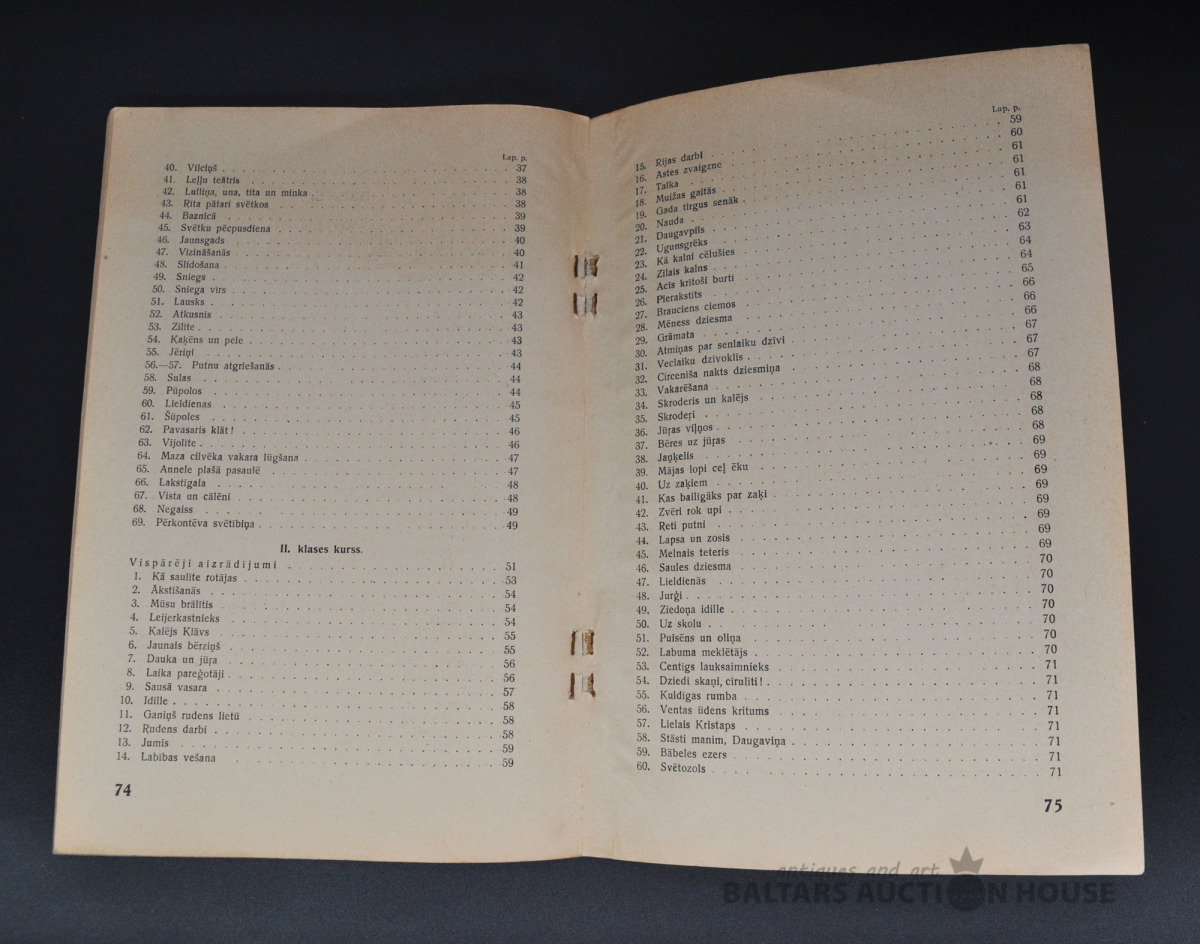 Lap. p.
40. Vilciņš . . . 37
41. Leļļu teātris . . . 38
42. Lulliņa, una, tita un minka . . . 38
43. Rīta pātari svētkos . . . 38
44. Baznīcā . . . 39
45. Svētku pēcpusdiena . . . 39
46. Jaunsgads . . . 40
47. Vizināšanās . . . 40
48. Slidošana . . . 41
49. Sniegs . . . 42
50. Sniega vīrs . . . 42
51. Lausks . . . 42
52. Atkusnis . . . 43
53. Zīlīte . . . 43
54. Kaķēns un pele . . . 43
55. Jēriņi . . . 43
56.—57. Putnu atgriešanās . . . 44
58. Sulas . . . 44
59. Pūpolos . . . 44
60. Lieldienas . . . 45
61. Šūpoles . . . 45
62. Pavasaris klāt! . . . 46
63. Vijolīte . . . 46
64. Maza cilvēka vakara lūgšana . . . 47
65. Annele plašā pasaulē . . . 47
66. Lakstīgala . . . 48
67. Vista un cālēni . . . 48
68. Negaiss . . . 49
69. Pērkontēva svētībiņa . . . 49
II. klases kurss.
Vispārēji aizrādījumi . . . 51
1. Kā saulīte rotājas . . . 53
2. Ākstīšanās . . . 54
3. Mūsu brālītis . . . 54
4. Leijerkastnieks . . . 54
5. Kalējs Klāvs . . . 55
6. Jaunais bērziņš . . . 55
7. Dauka un jūŗa . . . 56
8. Laika pareģotāji . . . 56
9. Sausā vasara . . . 57
10. Idille . . . 58
11. Ganiņš rudens lietū . . . 58
12. Rudens darbi . . . 58
13. Jumis . . . 59
14. Labības vešana . . . 59
74
Lap. p.
15. Rijas darbi . . . 59
16. Astes zvaigzne . . . 60
17. Talka . . . 61
18. Muižas gaitās . . . 61
19. Gada tirgus senāk . . . 61
20. Nauda . . . 61
21. Daugavpils . . . 61
22. Ugunsgrēks . . . 62
23. Kā kalni cēlušies . . . 63
24. Zilais kalns . . . 64
25. Acīs krītoši burti . . . 64
26. Pierakstīts . . . 65
27. Brauciens ciemos . . . 66
28. Mēness dziesma . . . 66
29. Grāmata . . . 66
30. Atmiņas par senlaiku dzīvi . . . 67
31. Veclaiku dzīvoklis . . . 67
32. Circenīša nakts dziesmiņa . . . 67
33. Vakarēšana . . . 68
34. Skroderis un kalējs . . . 68
35. Skrodeŗi . . . 68
36. Jūŗas viļņos . . . 68
37. Bēres uz jūŗas . . . 68
38. Jaņķelis . . . 69
39. Mājas lopi ceļ ēku . . . 69
40. Uz zaķiem . . . 69
41. Kas bailīgāks par zaķi . . . 69
42. Zvēri rok upi . . . 69
43. Reti putni . . . 69
44. Lapsa un zosis . . . 69
45. Melnais teteris . . . 69
46. Saules dziesma . . . 70
47. Lieldienās . . . 70
48. Jurģi . . . 70
49. Ziedoņa idille . . . 70
50. Uz skolu . . . 70
51. Puisēns un oliņa . . . 70
52. Labuma meklētājs . . . 70
53. Centīgs lauksaimnieks . . . 71
54. Dziedi skaņi, cīrulīti! . . . 71
55. Kuldīgas rumba . . . 71
56. Ventas ūdens kritums . . . 71
57. Lielais Kristaps . . . 71
58. Stāsti manim, Daugaviņa . . . 71
59. Bābeles ezers . . . 71
60. Svētozols . . . 71
75
antiques and art
BALTARS AUCTION HOUSE